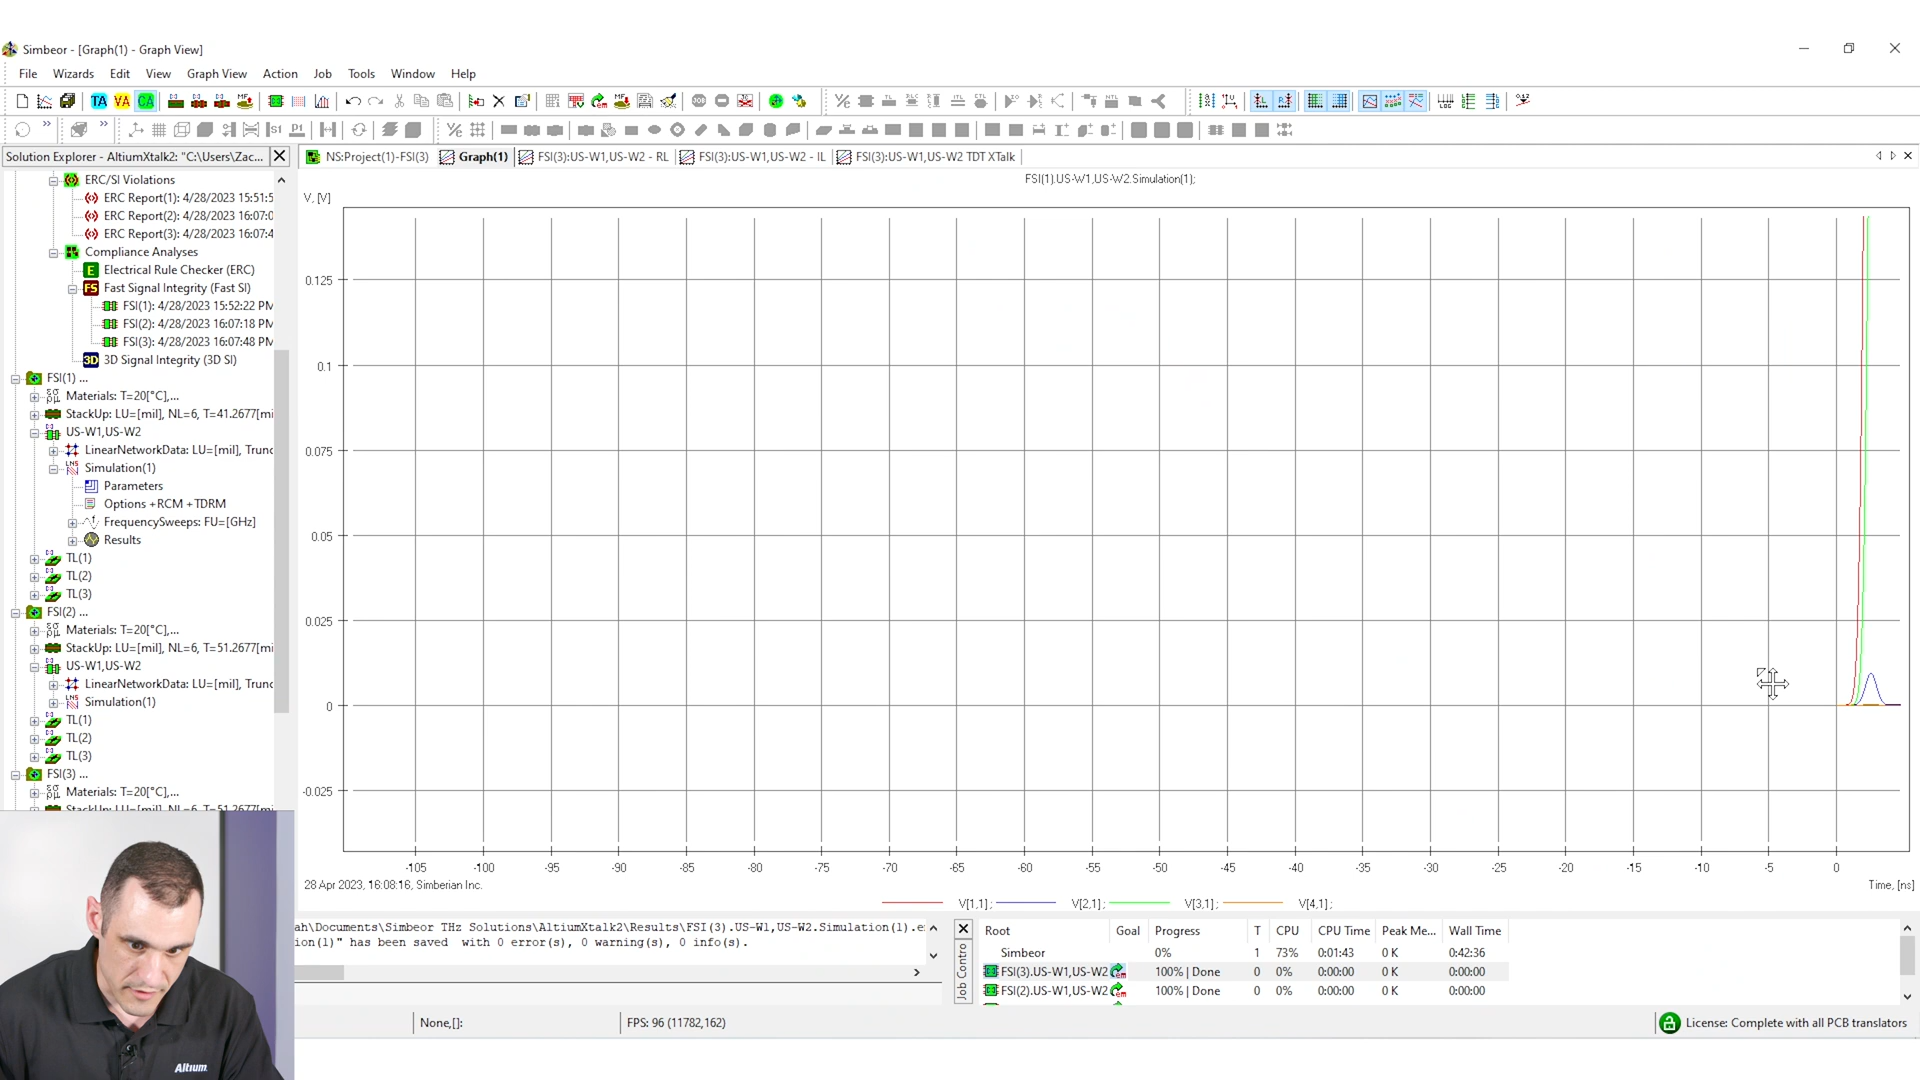 Simbeor - [Graph(1) - Graph View]
File Wizards Edit View Graph View Action Job Tools Window Help
TA VA CA
Solution Explorer - AltiumXtalk2: "C:\Users\Zac...
NS:Project(1)-FSI(3) Graph(1) FSI(3):US-W1,US-W2 - RL FSI(3):US-W1,US-W2 - IL FSI(3):US-W1,US-W2 TDT XTalk
ERC/SI Violations
ERC Report(1): 4/28/2023 15:51:5
ERC Report(2): 4/28/2023 16:07:0
ERC Report(3): 4/28/2023 16:07:4
Compliance Analyses
E Electrical Rule Checker (ERC)
FS Fast Signal Integrity (Fast SI)
FSI(1): 4/28/2023 15:52:22 PM
FSI(2): 4/28/2023 16:07:18 PM
FSI(3): 4/28/2023 16:07:48 PM
3D 3D Signal Integrity (3D SI)
FSI(1) ...
Materials: T=20[°C],...
StackUp: LU=[mil], NL=6, T=41.2677[mi
US-W1,US-W2
LinearNetworkData: LU=[mil], Trunc
Simulation(1)
Parameters
Options +RCM +TDRM
FrequencySweeps: FU=[GHz]
Results
TL(1)
TL(2)
TL(3)
FSI(2) ...
Materials: T=20[°C],...
StackUp: LU=[mil], NL=6, T=51.2677[mi
US-W1,US-W2
LinearNetworkData: LU=[mil], Trunc
Simulation(1)
TL(1)
TL(2)
TL(3)
FSI(3) ...
Materials: T=20[°C],...
StackUp: LU=[mil], NL=6, T=51.2677[mi
FSI(1).US-W1,US-W2.Simulation(1);
V, [V]
0.125
0.1
0.075
0.05
0.025
0
-0.025
-105 -100 -95 -90 -85 -80 -75 -70 -65 -60 -55 -50 -45 -40 -35 -30 -25 -20 -15 -10 -5 0
28 Apr 2023, 16:08:16, Simberian Inc.
Time, [ns]
V[1,1]; V[2,1]; V[3,1]; V[4,1];
ah\Documents\Simbeor THz Solutions\AltiumXtalk2\Results\FSI(3).US-W1,US-W2.Simulation(1).e
ion(1)" has been saved with 0 error(s), 0 warning(s), 0 info(s).
Job Contro
Root Goal Progress T CPU CPU Time Peak Me... Wall Time
Simbeor 0% 1 73% 0:01:43 0 K 0:42:36
FSI(3).US-W1,US-W2 100% | Done 0 0% 0:00:00 0 K 0:00:00
FSI(2).US-W1,US-W2 100% | Done 0 0% 0:00:00 0 K 0:00:00
None,[]:
FPS: 96 (11782,162)
License: Complete with all PCB translators
Altium